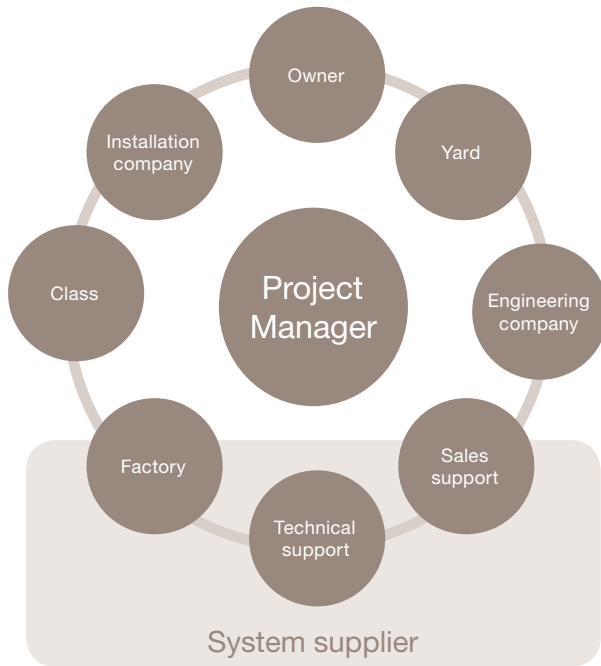 Owner
Installation
company
Yard
Class
Project
Manager
Engineering
company
Factory
Sales
support
Technical
support
System supplier